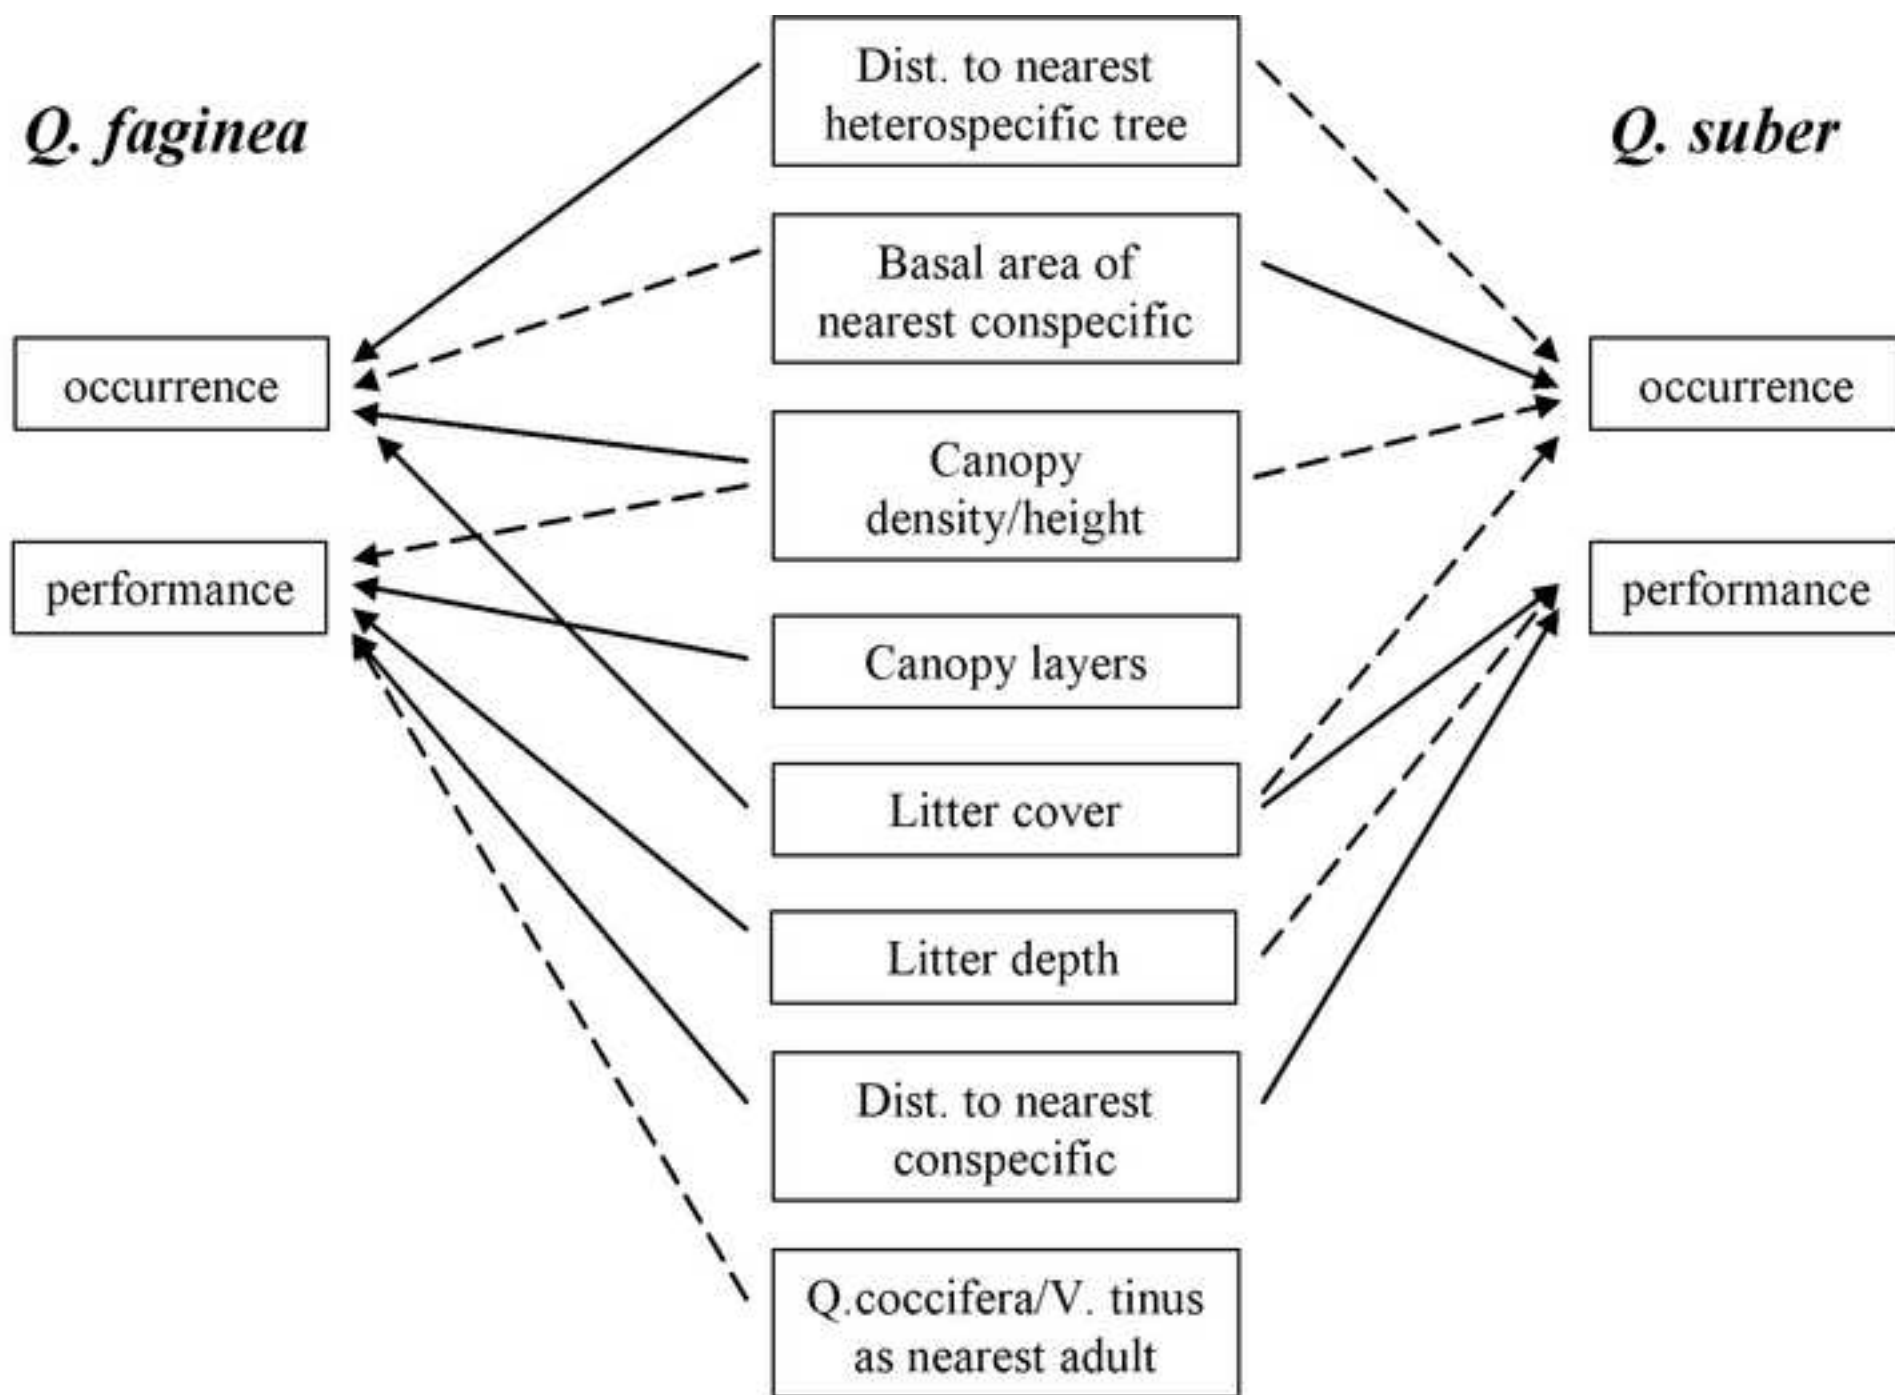 Q. faginea
occurrence
performance
Dist. to nearest
heterospecific tree
Basal area of
nearest conspecific
Canopy
density/height
Canopy layers
Litter cover
Litter depth
Dist. to nearest
conspecific
Q.coccifera/V. tinus
as nearest adult
Q. suber
occurrence
performance